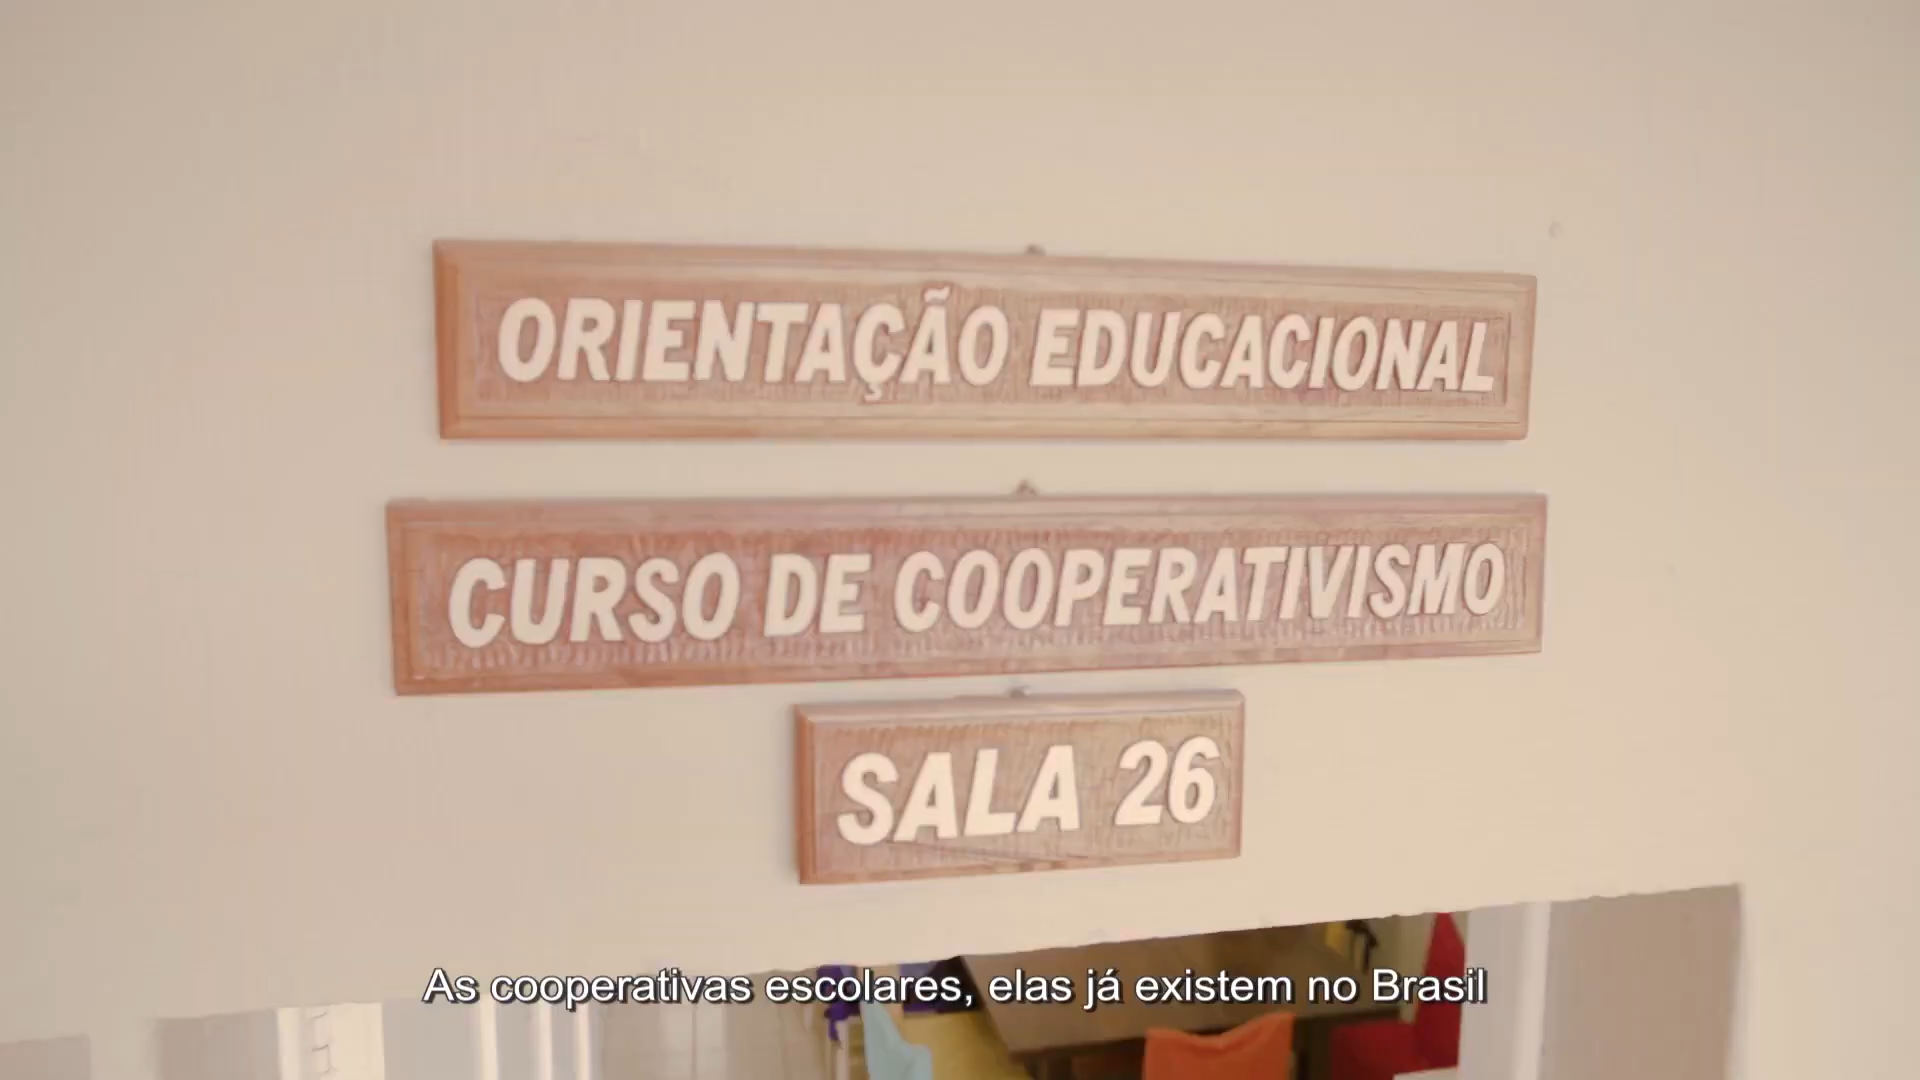 ORIENTAÇÃO EDUCACIONAL
CURSO DE COOPERATIVISMO
SALA 26
As cooperativas escolares, elas já existem no Brasil